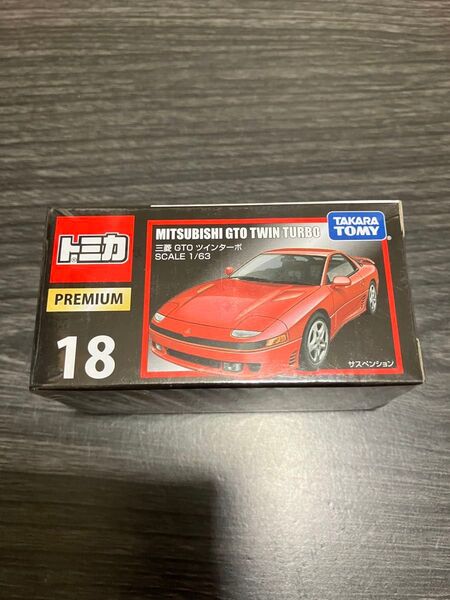 トミカ
PREMIUM
18
MITSUBISHI GTO TWIN TURBO
三菱 GTO ツインターボ
SCALE 1/63
TAKARA
TOMY
サスペンション